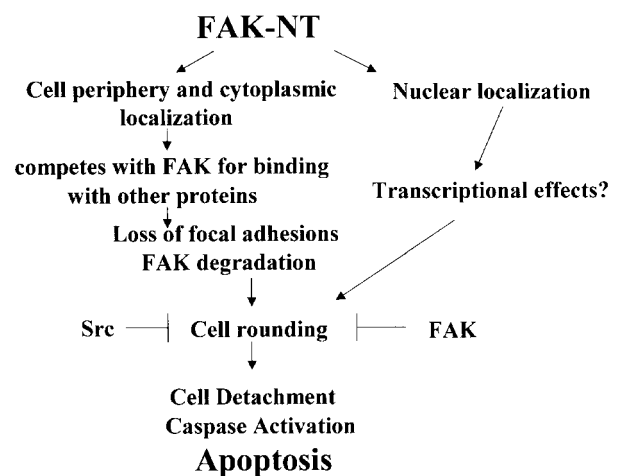 FAK-NT
Cell periphery and cytoplasmic
localization
Nuclear localization
competes with FAK for binding
with other proteins
Transcriptional effects?
Loss of focal adhesions
FAK degradation
Src
Cell rounding
FAK
Cell Detachment
Caspase Activation
Apoptosis